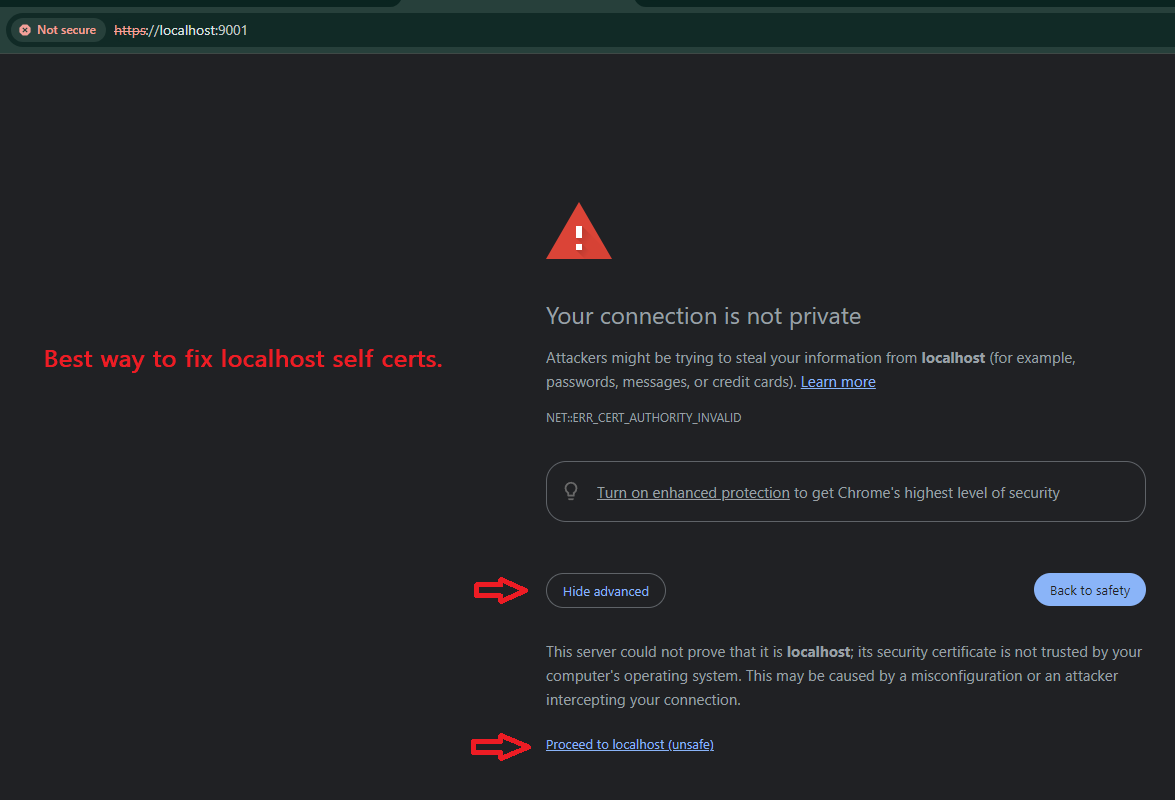 Not secure https://localhost:9001
Your connection is not private
Best way to fix localhost self certs.
Attackers might be trying to steal your information from localhost (for example,
passwords, messages, or credit cards). Learn more
NET::ERR_CERT_AUTHORITY_INVALID
Turn on enhanced protection to get Chrome's highest level of security
Hide advanced
Back to safety
This server could not prove that it is localhost; its security certificate is not trusted by your
computer's operating system. This may be caused by a misconfiguration or an attacker
intercepting your connection.
Proceed to localhost (unsafe)